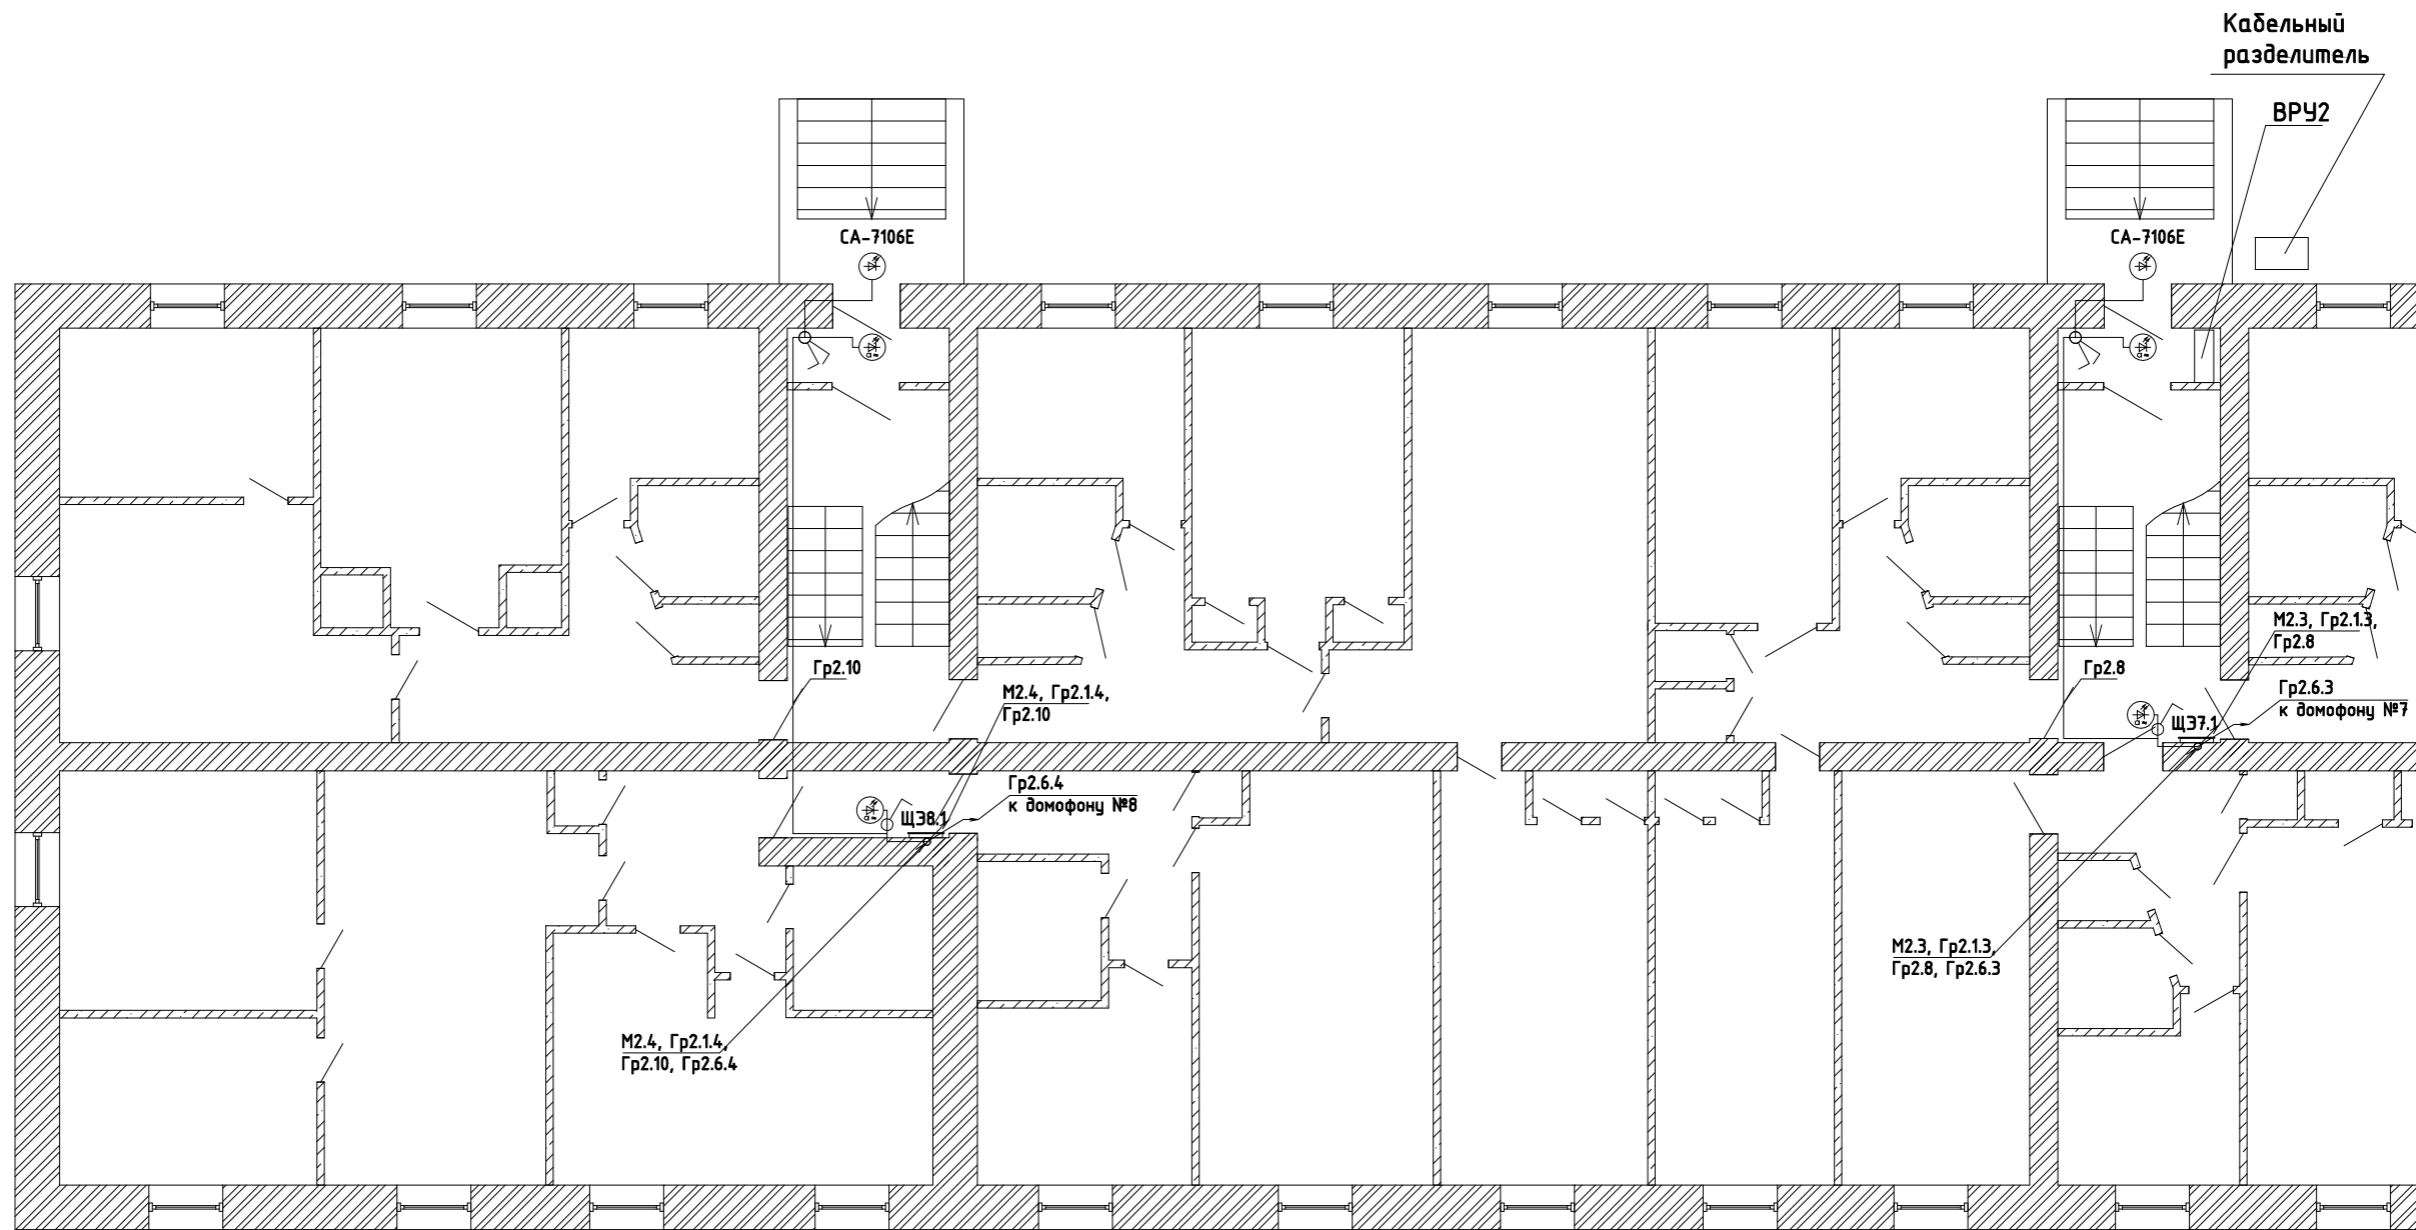 Кабельный
разделитель
ВРУ2
СА-7106Е
СА-7106Е
Гр2.10
М2.4, Гр2.1.4,
Гр2.10
М2.3, Гр2.1.3,
Гр2.8
Гр2.8
Гр2.6.3
к домофону №7
ЩЭ7.1
Гр2.6.4
к домофону №8
ЩЭ8.1
М2.3, Гр2.1.3,
Гр2.8, Гр2.6.3
М2.4, Гр2.1.4,
Гр2.10, Гр2.6.4